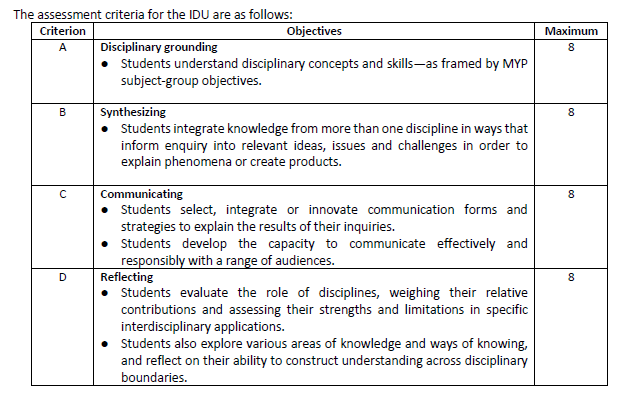 The assessment criteria for the IDU are as follows:
Criterion Objectives Maximum
A Disciplinary grounding 8
● Students understand disciplinary concepts and skills—as framed by MYP
subject-group objectives.
B Synthesizing 8
● Students integrate knowledge from more than one discipline in ways that
inform enquiry into relevant ideas, issues and challenges in order to
explain phenomena or create products.
C Communicating 8
● Students select, integrate or innovate communication forms and
strategies to explain the results of their inquiries.
● Students develop the capacity to communicate effectively and
responsibly with a range of audiences.
D Reflecting 8
● Students evaluate the role of disciplines, weighing their relative
contributions and assessing their strengths and limitations in specific
interdisciplinary applications.
● Students also explore various areas of knowledge and ways of knowing,
and reflect on their ability to construct understanding across disciplinary
boundaries.